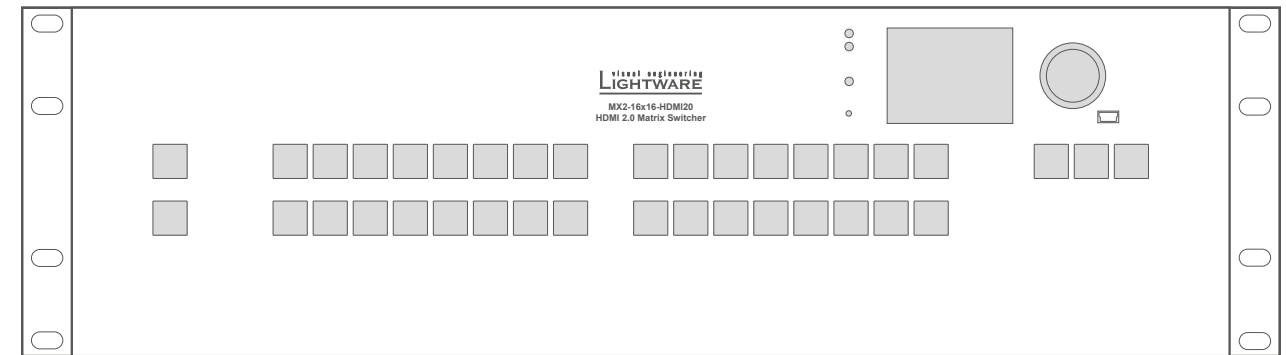 visual engineering
LIGHTWARE
MX2-16x16-HDMI20
HDMI 2.0 Matrix Switcher